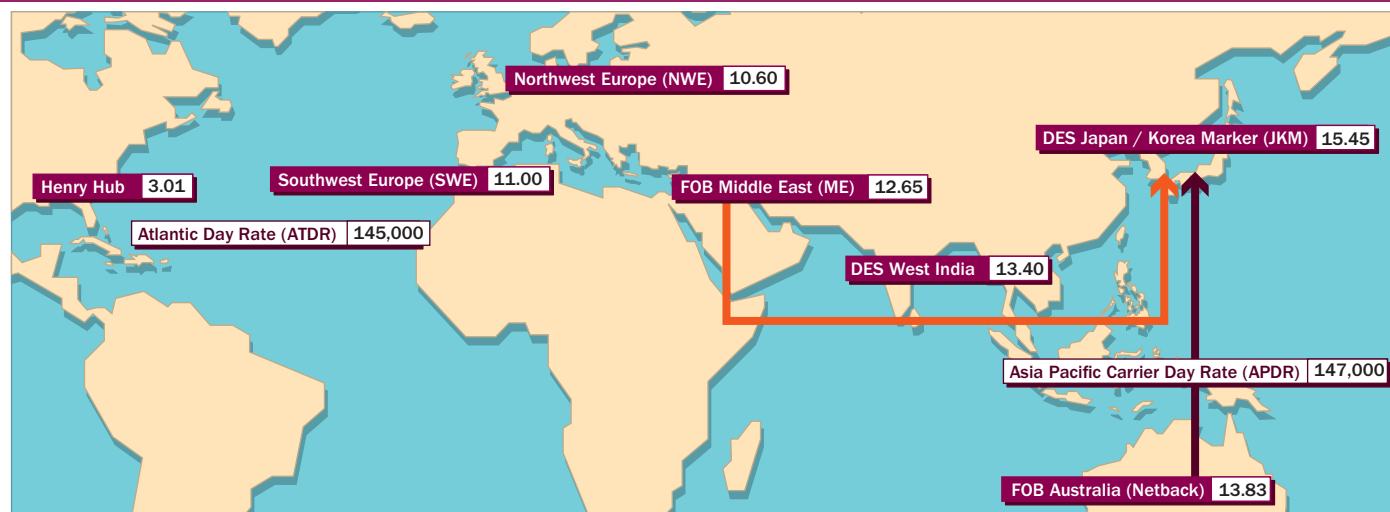 Northwest Europe (NWE) 10.60
DES Japan / Korea Marker (JKM) 15.45
Henry Hub 3.01
Southwest Europe (SWE) 11.00
FOB Middle East (ME) 12.65
Atlantic Day Rate (ATDR) 145,000
DES West India 13.40
Asia Pacific Carrier Day Rate (APDR) 147,000
FOB Australia (Netback) 13.83